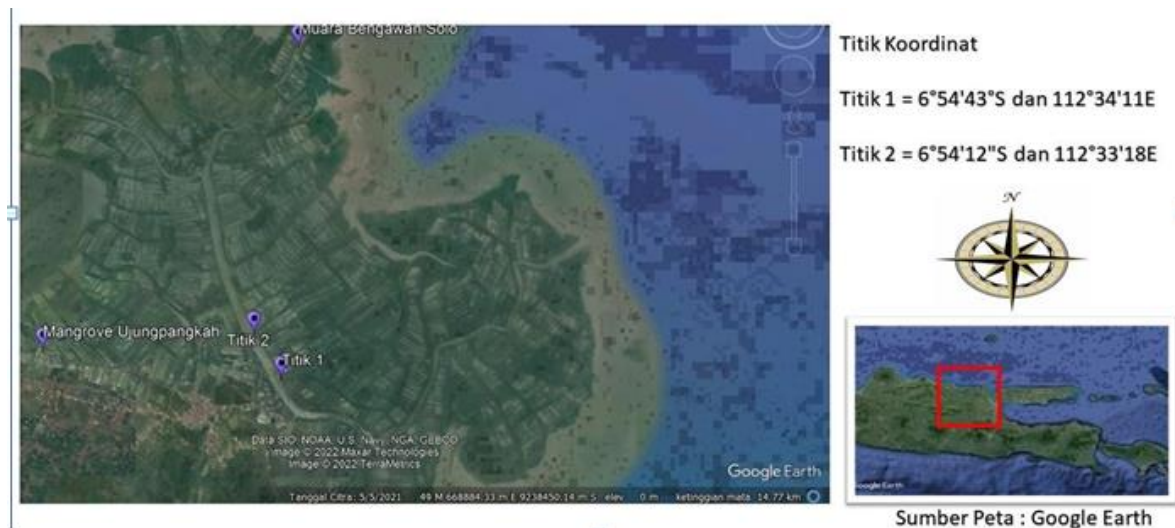 Muara Bengawan Solo
Mangrove Ujungpangkah
Titik 2
Titik 1
Data SIO, NOAA, U.S. Navy, NGA, GEBCO
Image © 2022 Maxar Technologies
Image © 2022 TerraMetrics
Google Earth
Tanggal Citra: 5/5/2021 49 M 668884.33 m E 9238450.14 m S elev 0 m ketinggian mata 14.77 km
Titik Koordinat
Titik 1 = 6°54'43"S dan 112°34'11E
Titik 2 = 6°54'12"S dan 112°33'18E
N
Google Earth
Sumber Peta : Google Earth